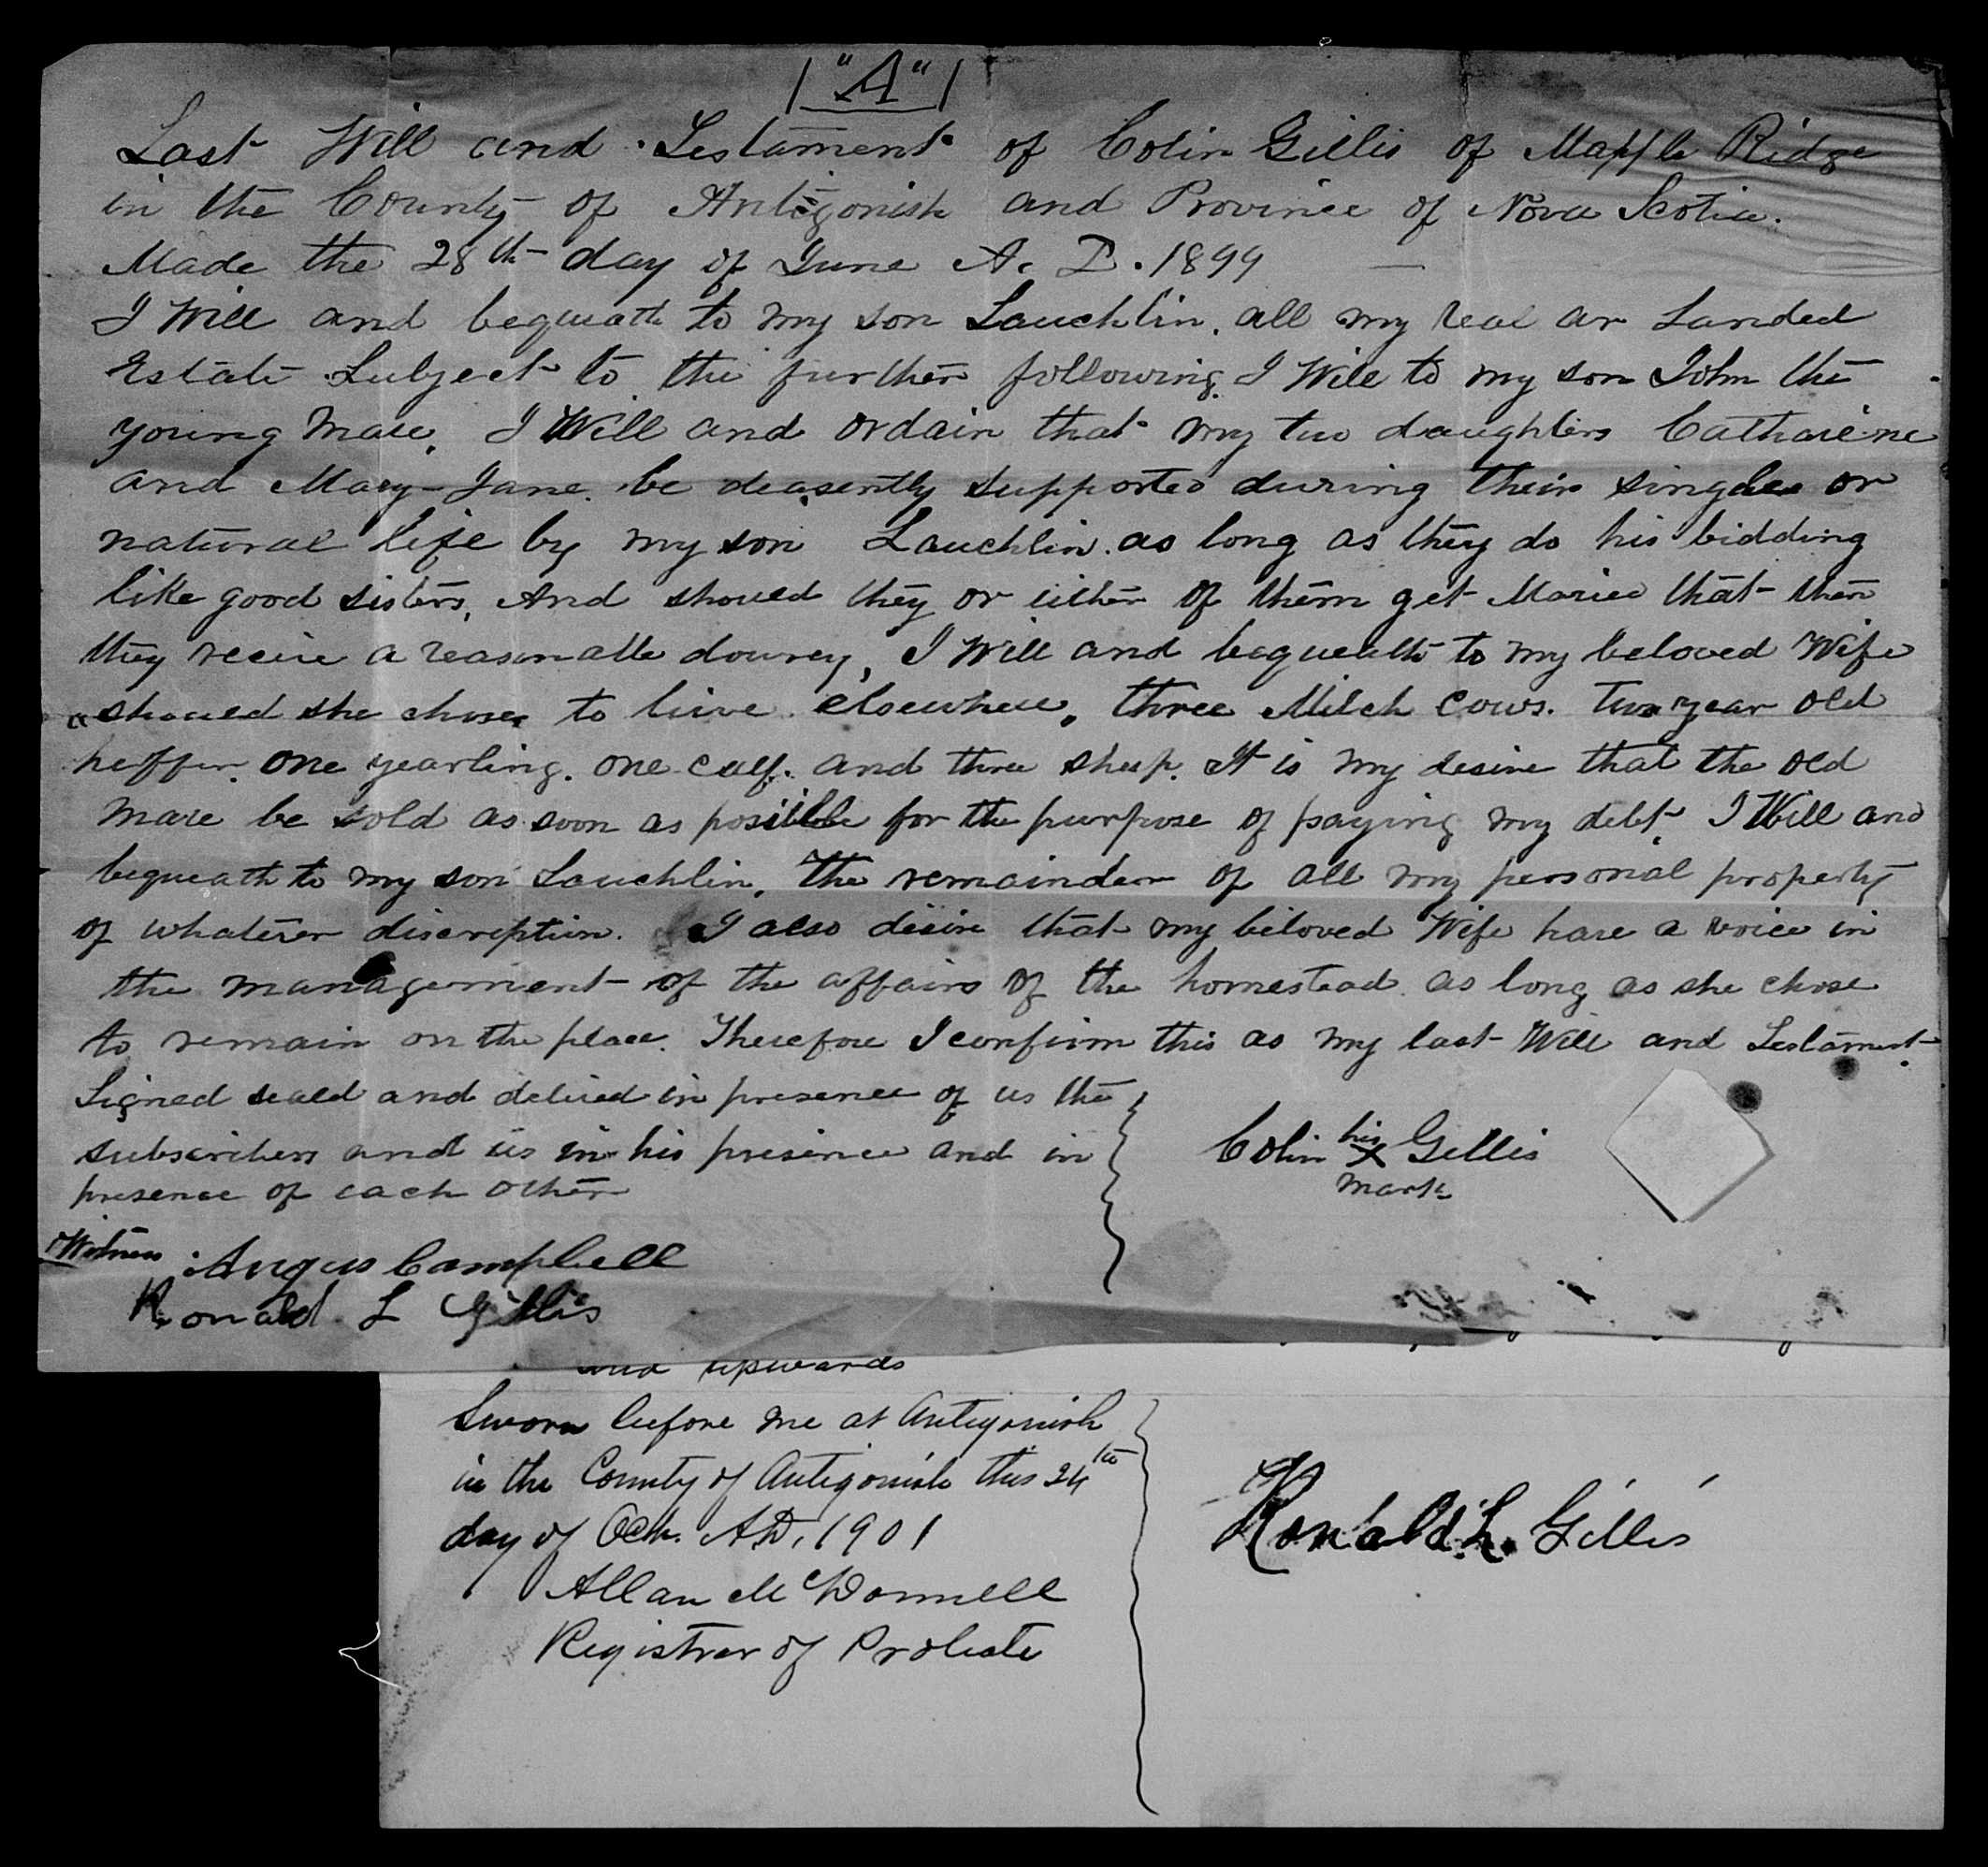 "A"
Last Will and Testament of Colin Gillis of Mapple Ridge
in the County of Antigonish and Province of Nova Scotia.
Made the 28th day of June A. D. 1899
I Will and bequeath to my son Lauchlin, all my real ar Landed
Estate Subject to the further following. I Will to my son John the
young Mare. I Will and ordain that my two daughters Catharine
and Mary-Jane. be deasently supported during their singlee or
natural life by my son Lauchlin. as long as they do his bidding
like good sisters, And should they or either of them get Maried that then
they receive a reasonable dowrey, I Will and bequeath to my beloved Wife
"should she chose, to live elsewhere. three Milch Cows. Two year old
heffer. one yearling. one calf. and three sheep. It is my desire that the old
mare be sold as soon as posible for the purpose of paying my debt. I Will and
bequeath to my son Lauchlin, the remainder of all my personal property
of whatever discreption. I also disire that my biloved Wife have a voice in
the management of the affairs of the homestead as long as she chose
to remain on the place. Therefore I confirm this as my last Will and Testament.
Signed seald and delived in presence of us the
subscribers and us in his presince and in
presence of each other
Colin his X Gillis
mark
Witness Angus Campbell
Ronald L Gillis
and upwards
Sworn before me at Antigonish
in the County of Antigonish this 24th
day of Oct. A.D. 1901
Allan McDonnell
Registrar of Probate
Ronald. L. Gillis